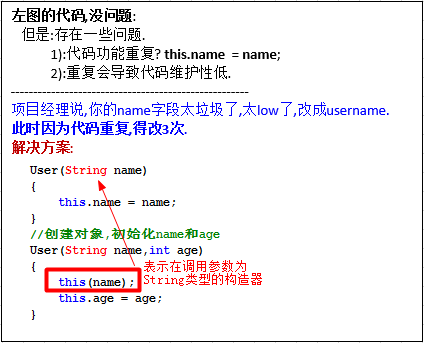 左图的代码,没问题:
但是:存在一些问题.
1):代码功能重复? this.name = name;
2):重复会导致代码维护性低.
----------------------------------------------------
项目经理说,你的name字段太垃圾了,太low了,改成username.
此时因为代码重复,得改3次.
解决方案:
User(String name)
{
this.name = name;
}
//创建对象,初始化name和age
User(String name,int age)
{
表示在调用参数为
this(name);
String类型的构造器
this.age = age;
}